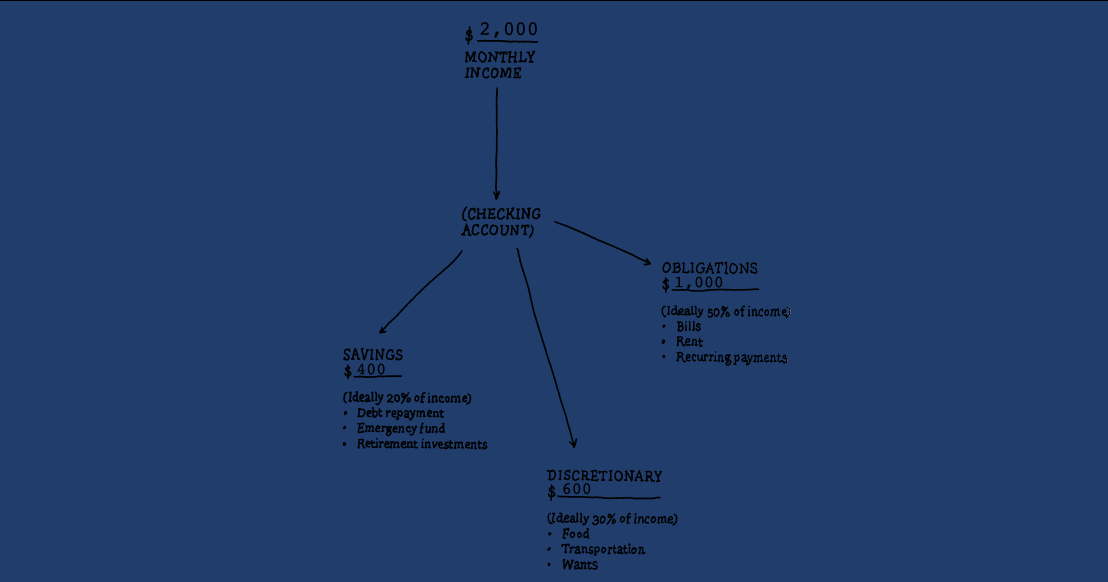 $ 2,000
MONTHLY
INCOME
(CHECKING
ACCOUNT)
OBLIGATIONS
$ 1,000
(Ideally 50% of income)
• Bills
• Rent
• Recurring payments
SAVINGS
$ 400
(Ideally 20% of income)
• Debt repayment
• Emergency fund
• Retirement investments
DISCRETIONARY
$ 600
(Ideally 30% of income)
• Food
• Transportation
• Wants